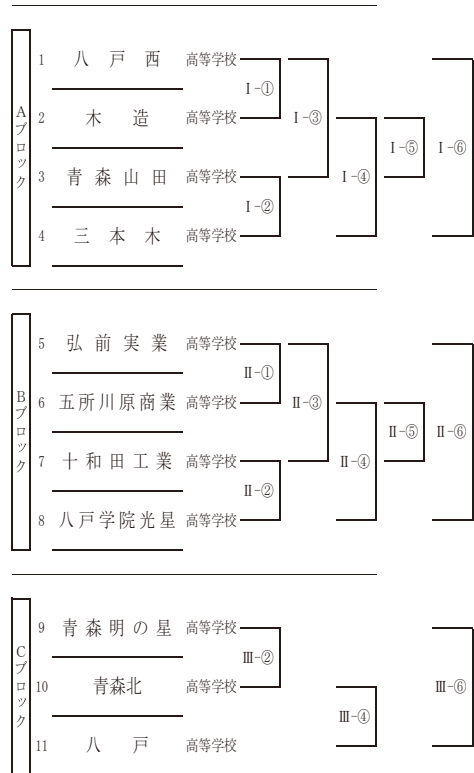 Aブロック
1 八戸西 高等学校
Ⅰ-①
2 木造 高等学校
Ⅰ-③
Ⅰ-⑤
Ⅰ-⑥
3 青森山田 高等学校
Ⅰ-④
Ⅰ-②
4 三本木 高等学校
Bブロック
5 弘前実業 高等学校
Ⅱ-①
6 五所川原商業 高等学校
Ⅱ-③
Ⅱ-⑤
Ⅱ-⑥
7 十和田工業 高等学校
Ⅱ-④
Ⅱ-②
8 八戸学院光星 高等学校
Cブロック
9 青森明の星 高等学校
Ⅲ-②
10 青森北 高等学校
Ⅲ-⑥
Ⅲ-④
11 八戸 高等学校